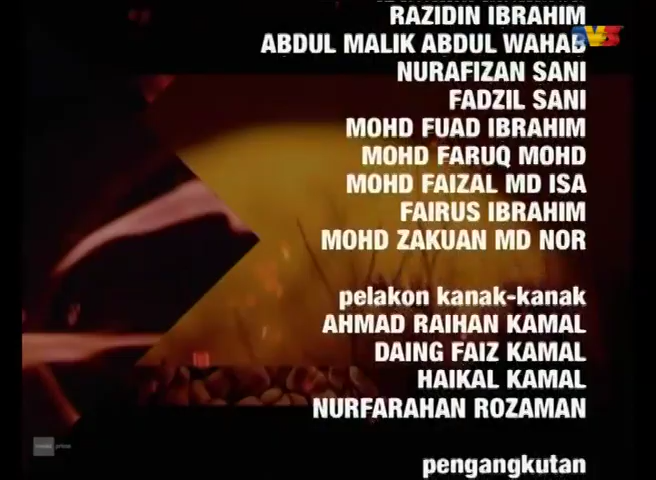 RAZIDIN IBRAHIM
ABDUL MALIK ABDUL WAHAB
NURAFIZAN SANI
FADZIL SANI
MOHD FUAD IBRAHIM
MOHD FARUQ MOHD
MOHD FAIZAL MD ISA
FAIRUS IBRAHIM
MOHD ZAKUAN MD NOR
pelakon kanak-kanak
AHMAD RAIHAN KAMAL
DAING FAIZ KAMAL
HAIKAL KAMAL
NURFARAHAN ROZAMAN
pengangkutan